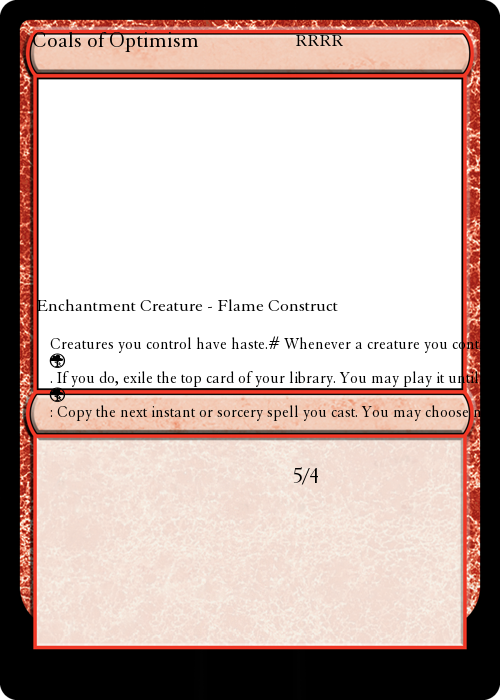 Coals of Optimism RRRR
Enchantment Creature - Flame Construct
Creatures you control have haste.# Whenever a creature you
. If you do, exile the top card of your library. You may play it
: Copy the next instant or sorcery spell you cast. You may choose
5/4